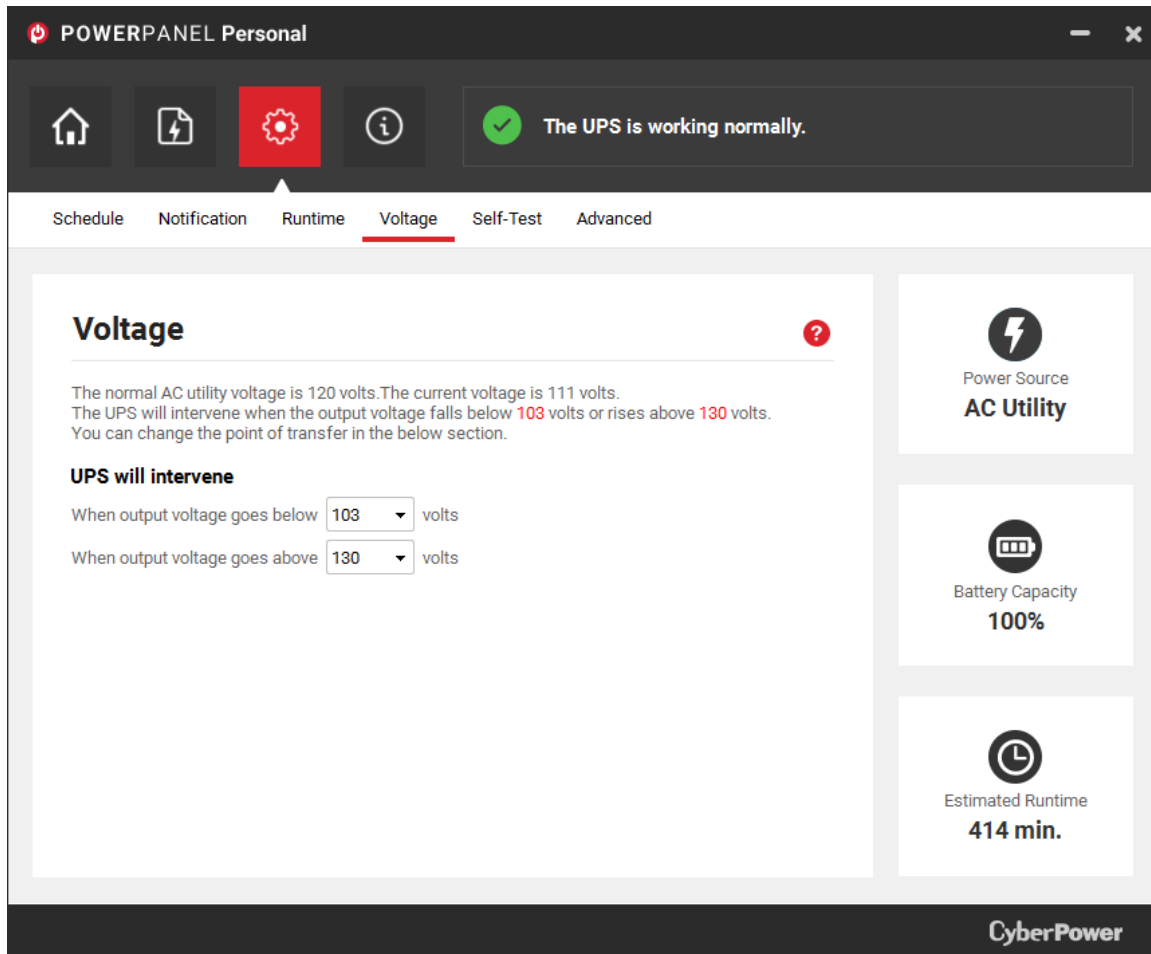 POWERPANEL Personal
The UPS is working normally.
Schedule Notification Runtime Voltage Self-Test Advanced
Voltage
?
The normal AC utility voltage is 120 volts.The current voltage is 111 volts.
The UPS will intervene when the output voltage falls below 103 volts or rises above 130 volts.
You can change the point of transfer in the below section.
UPS will intervene
When output voltage goes below 103 volts
When output voltage goes above 130 volts
Power Source
AC Utility
Battery Capacity
100%
Estimated Runtime
414 min.
CyberPower